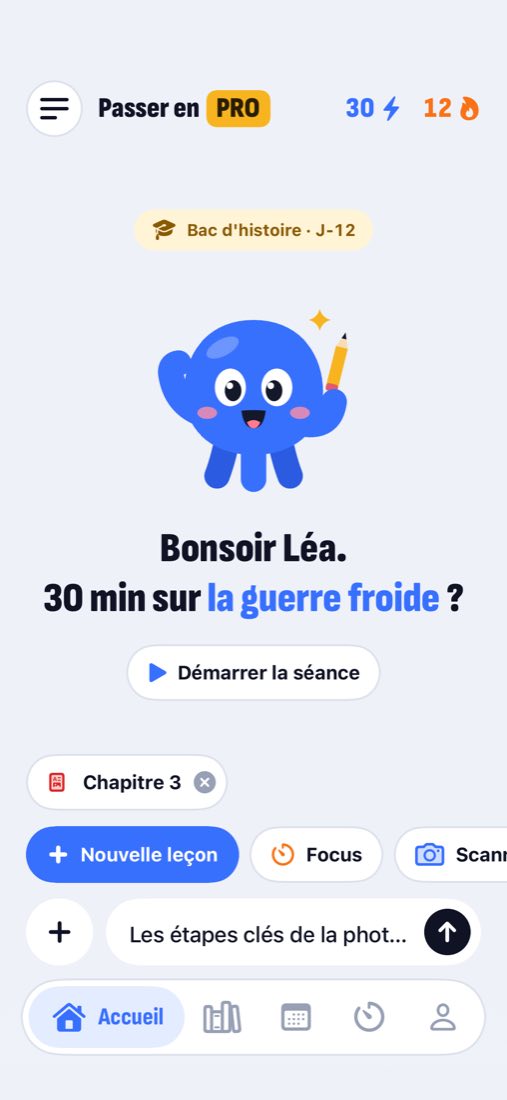 Passer en PRO
30
12
Bac d'histoire · J-12
Bonsoir Léa.
30 min sur la guerre froide ?
Démarrer la séance
Chapitre 3
Nouvelle leçon
Focus
Scanr
Les étapes clés de la phot...
Accueil